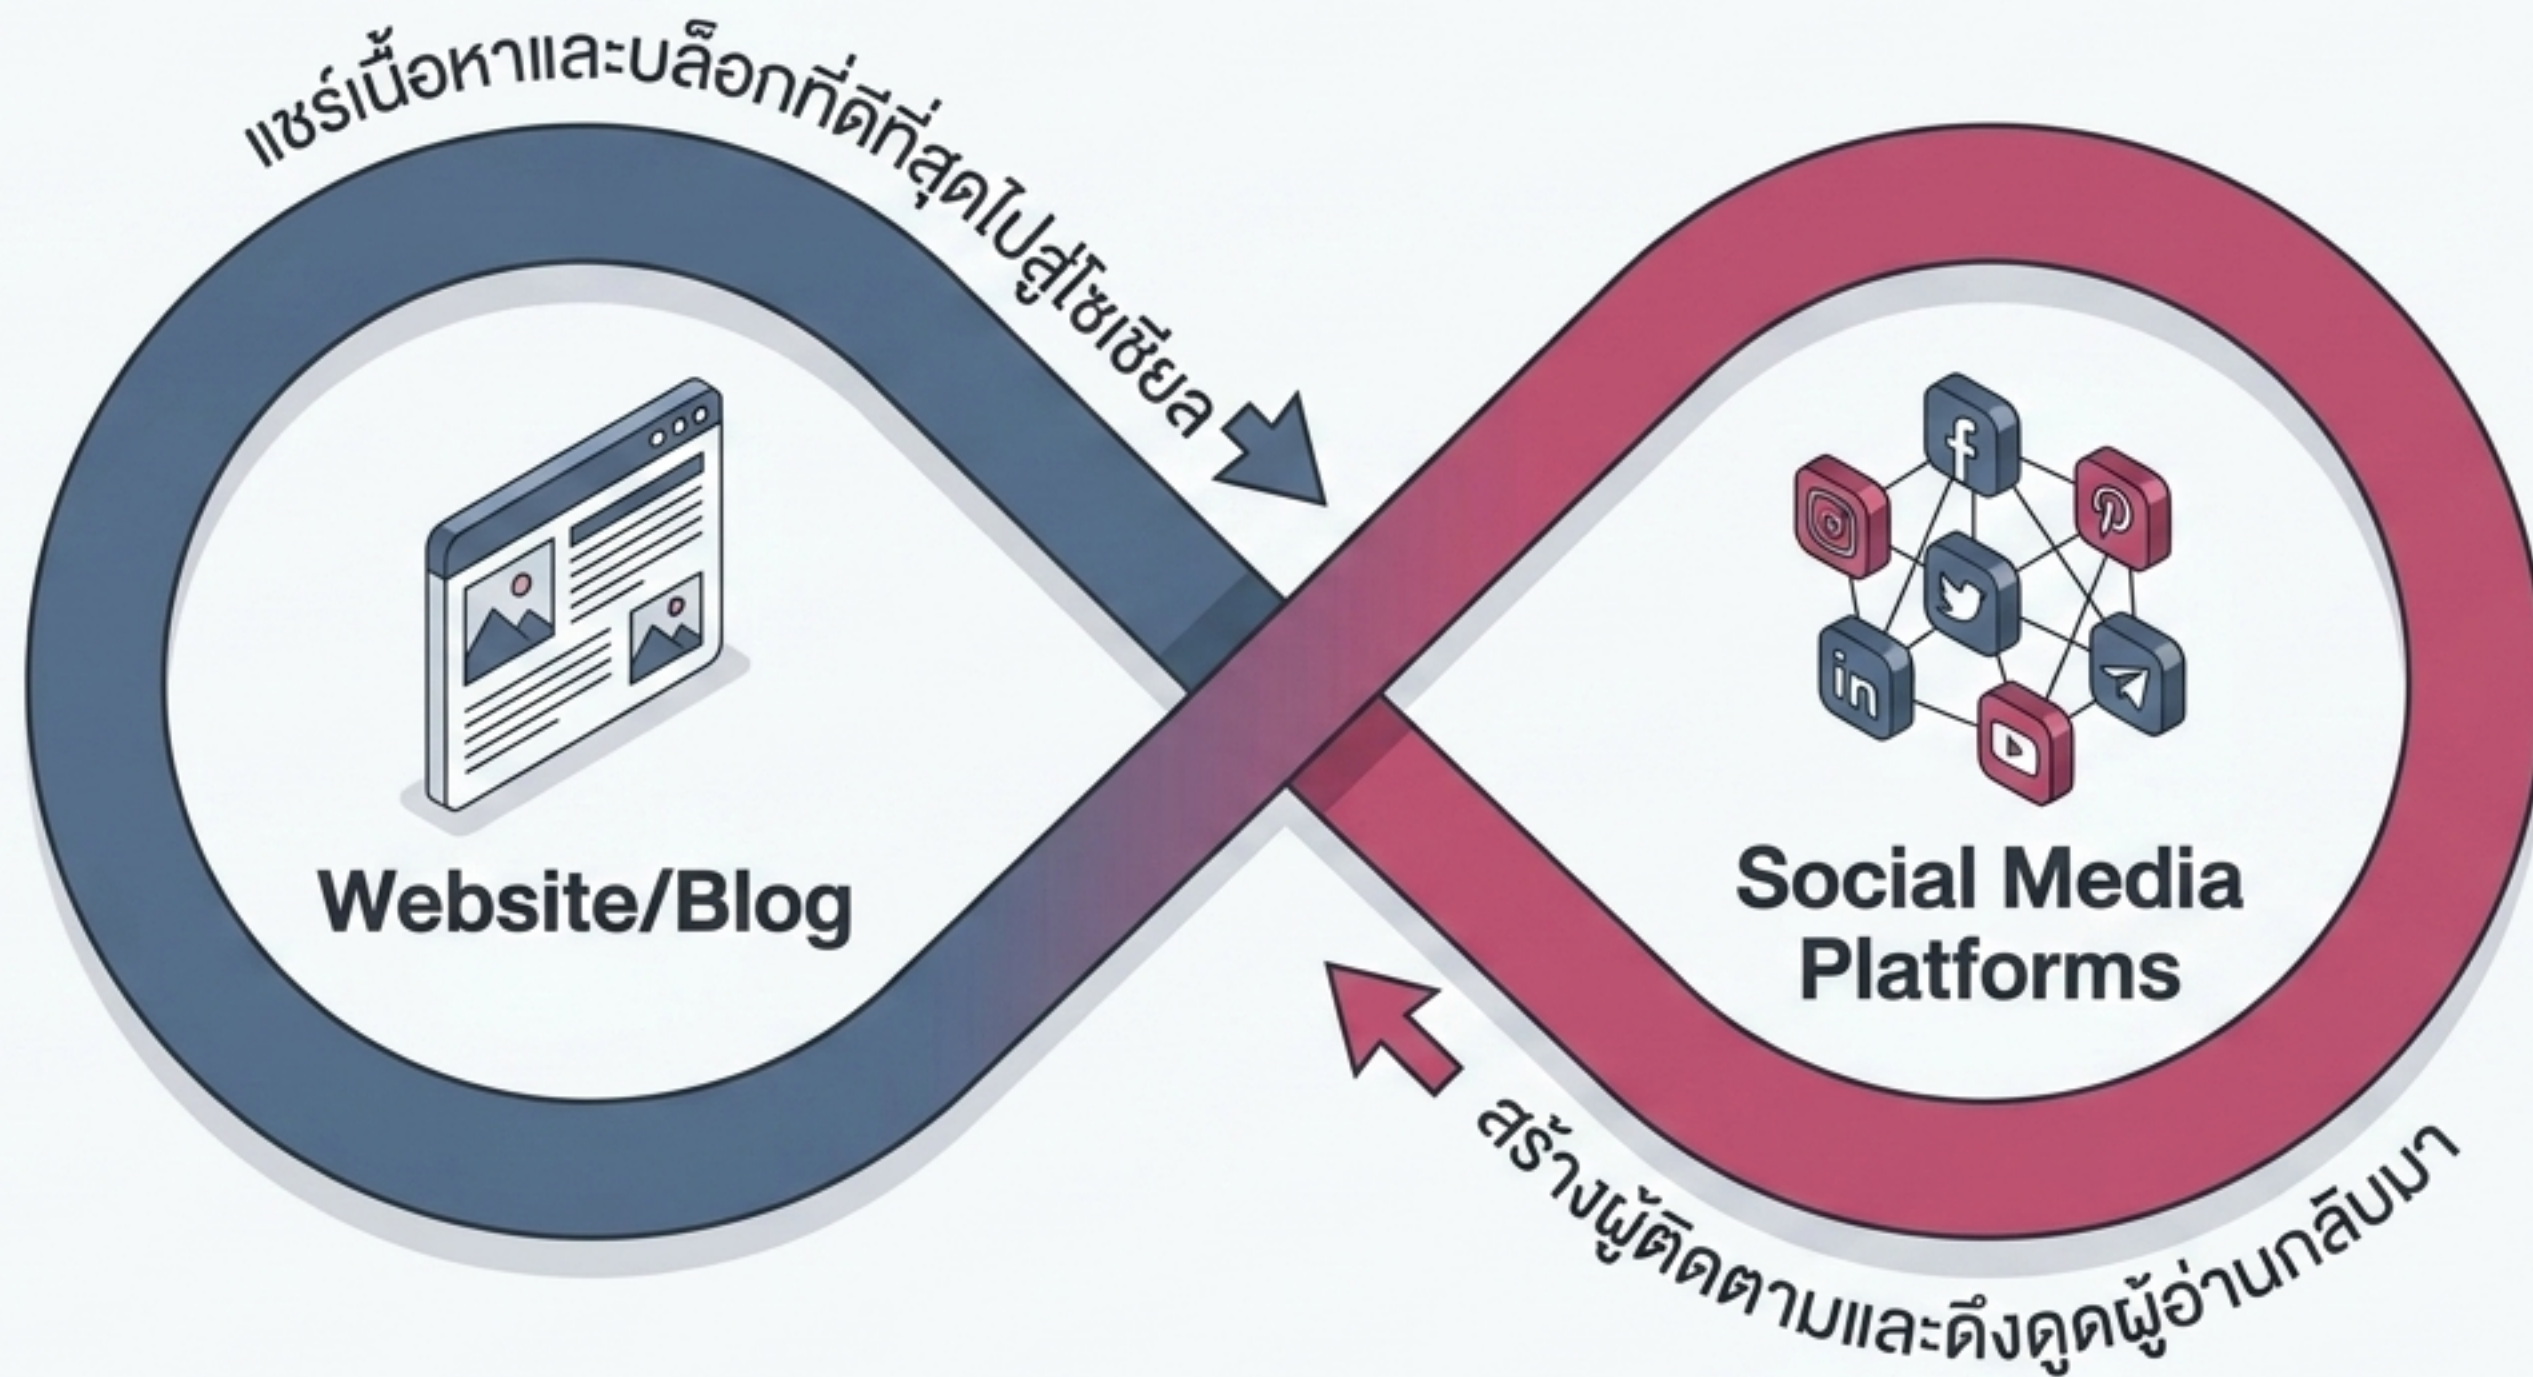 แชร์เนื้อหาและบล็อกที่ดีที่สุดไปสู่โซเชียล
Website/Blog
f
in
Social Media
Platforms
สร้างผู้ติดตามและดึงดูดผู้อ่านกลับมา